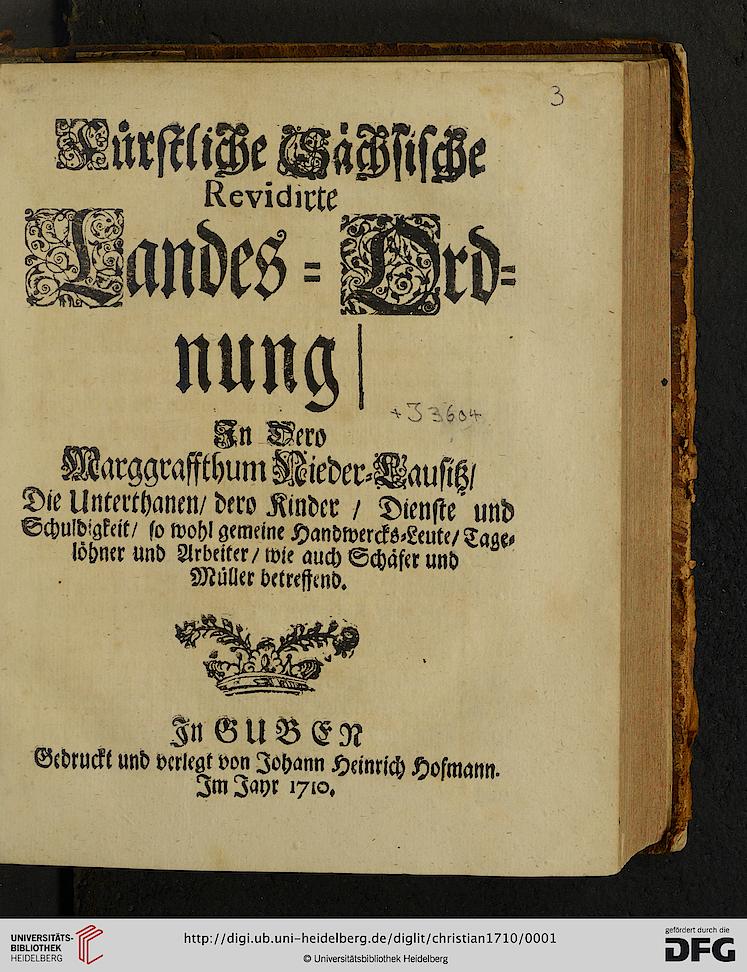 3
Fürstliche Sächsische
Revidirte
Landes= Ord=
nung /
+J3604
In Dero
Marggraffthum Nieder=Lausitz/
Die Unterthanen/ dero Kinder / Dienste und
Schuldigkeit/ so wohl gemeine Handwercks=Leute/ Tage=
löhner und Arbeiter/ wie auch Schäfer und
Müller betreffend.
In GUBEN
Gedruckt und verlegt von Johann Heinrich Hofmann.
Im Jahr 1710.
UNIVERSITÄTS-
BIBLIOTHEK
HEIDELBERG
http://digi.ub.uni-heidelberg.de/diglit/christian1710/0001
© Universitätsbibliothek Heidelberg
gefördert durch die
DFG